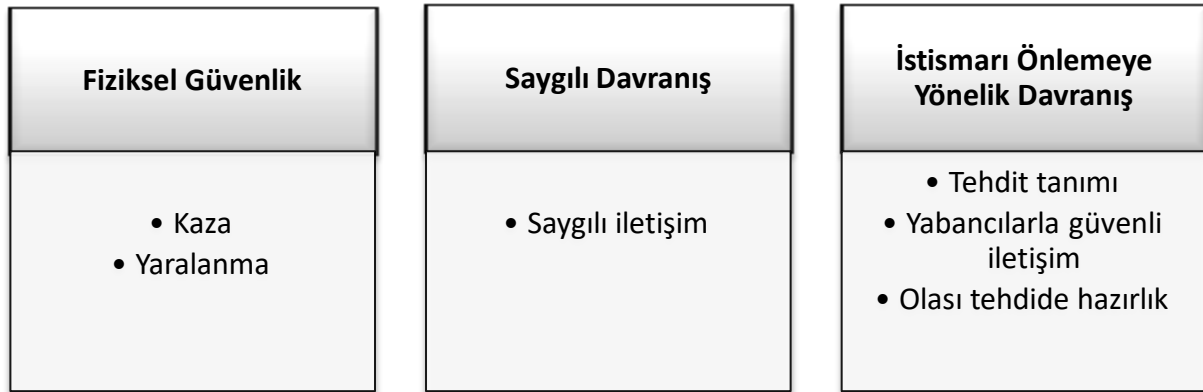 Fiziksel Güvenlik
• Kaza
• Yaralanma
Saygılı Davranış
• Saygılı iletişim
İstismarı Önlemeye
Yönelik Davranış
• Tehdit tanımı
• Yabancılarla güvenli
iletişim
• Olası tehdide hazırlık